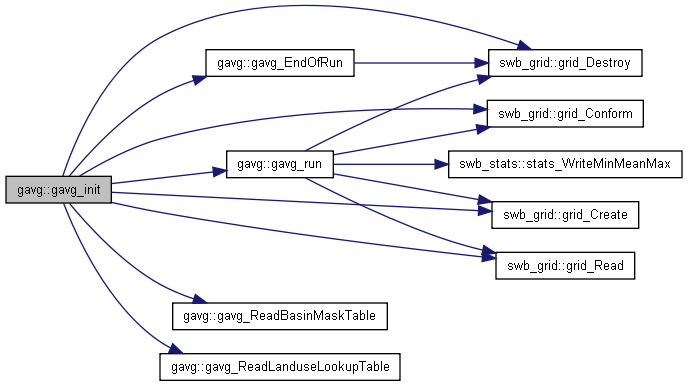 gavg::gavg_init
gavg::gavg_EndOfRun
swb_grid::grid_Destroy
swb_grid::grid_Conform
gavg::gavg_run
swb_stats::stats_WriteMinMeanMax
swb_grid::grid_Create
swb_grid::grid_Read
gavg::gavg_ReadBasinMaskTable
gavg::gavg_ReadLanduseLookupTable